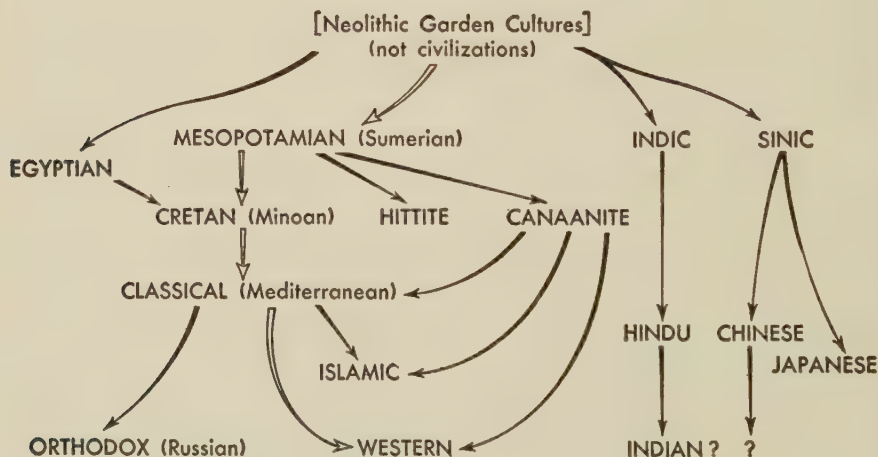 [Neolithic Garden Cultures]
(not civilizations)
MESOPOTAMIAN (Sumerian)
INDIC
SINIC
EGYPTIAN
CRETAN (Minoan)
HITTITE
CANAANITE
CLASSICAL (Mediterranean)
HINDU
CHINESE
JAPANESE
ISLAMIC
ORTHODOX (Russian)
WESTERN
INDIAN ?
?